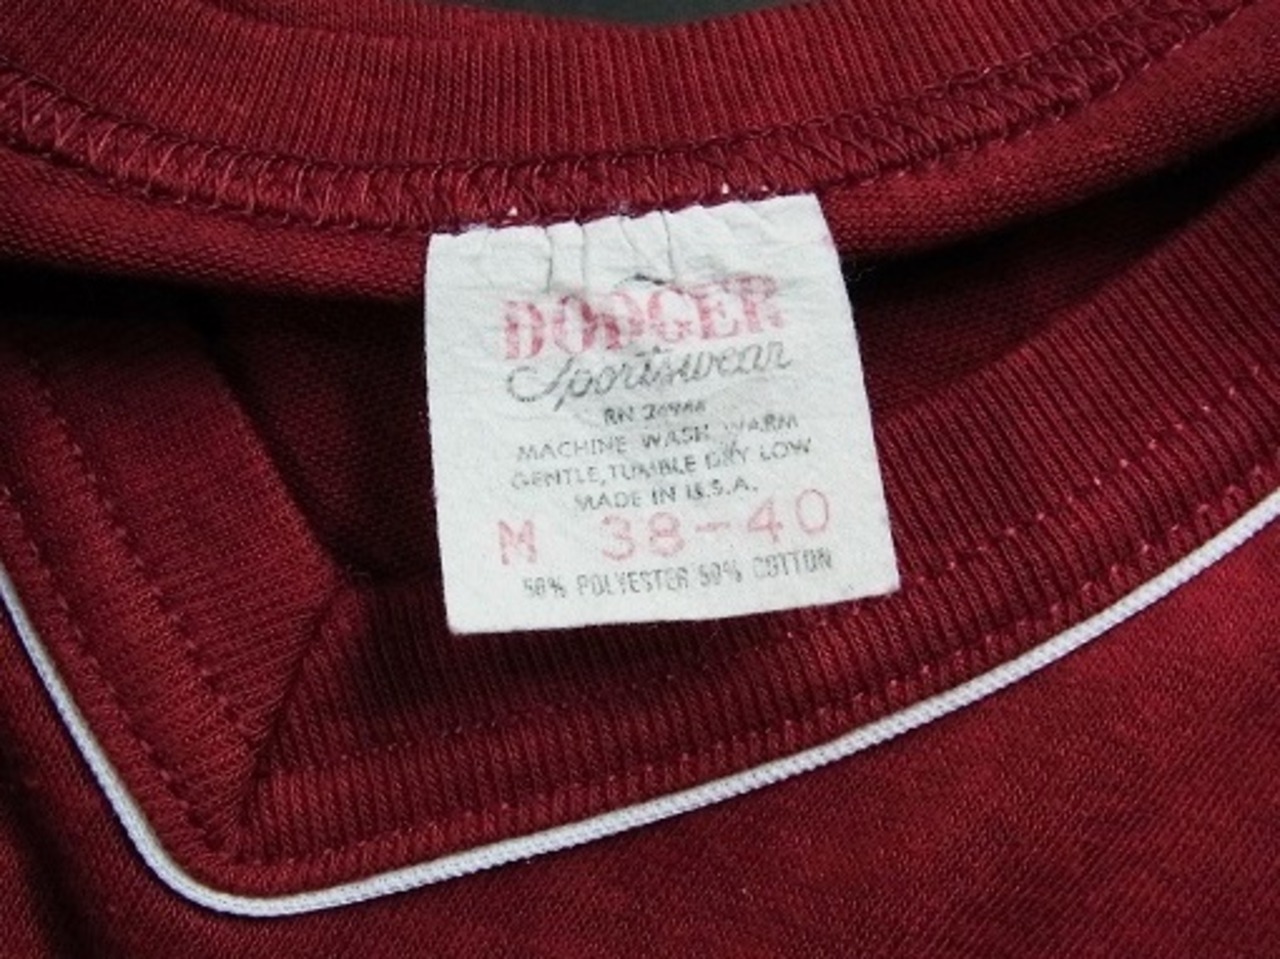 DODGER
Sportswear
RN
MACHINE WASH WARM
GENTLE, TUMBLE DRY LOW
MADE IN U.S.A.
M 38-40
50% POLYESTER 50% COTTON